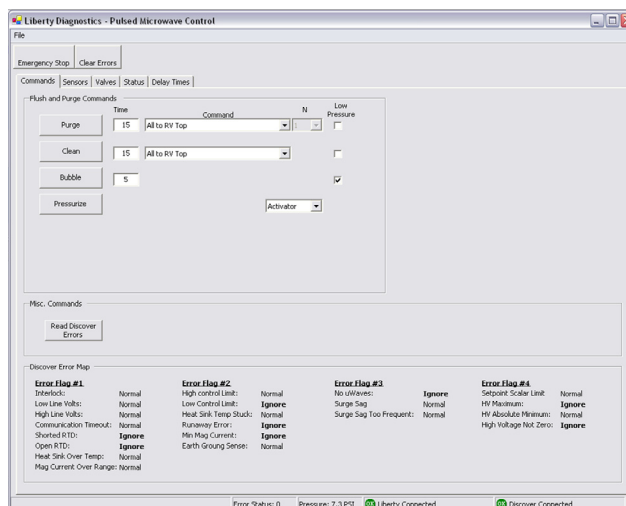 Liberty Diagnostics - Pulsed Microwave Control
File
Emergency Stop Clear Errors
Commands Sensors Valves Status Delay Times
Flush and Purge Commands
Time Command N Low Pressure
Purge 15 All to RV Top 1
Clean 15 All to RV Top
Bubble 5
Pressurize Activator
Misc. Commands
Read Discover
Errors
Discover Error Map
Error Flag #1 Error Flag #2 Error Flag #3 Error Flag #4
Interlock: Normal High control Limit: Normal No uWaves: Ignore Setpoint Scalar Limit Normal
Low Line Volts: Normal Low Control Limit: Ignore Surge Sag Normal HV Maximum: Ignore
High Line Volts: Normal Heat Sink Temp Stuck: Normal Surge Sag Too Frequent: Normal HV Absolute Minimum: Normal
Communication Timeout: Normal Runaway Error: Ignore High Voltage Not Zero: Ignore
Shorted RTD: Ignore Min Mag Current: Ignore
Open RTD: Ignore Earth Groung Sense: Normal
Heat Sink Over Temp: Normal
Mag Current Over Range: Normal
Error Status: 0 Pressure: 7.3 PSI OK Liberty Connected OK Discover Connected